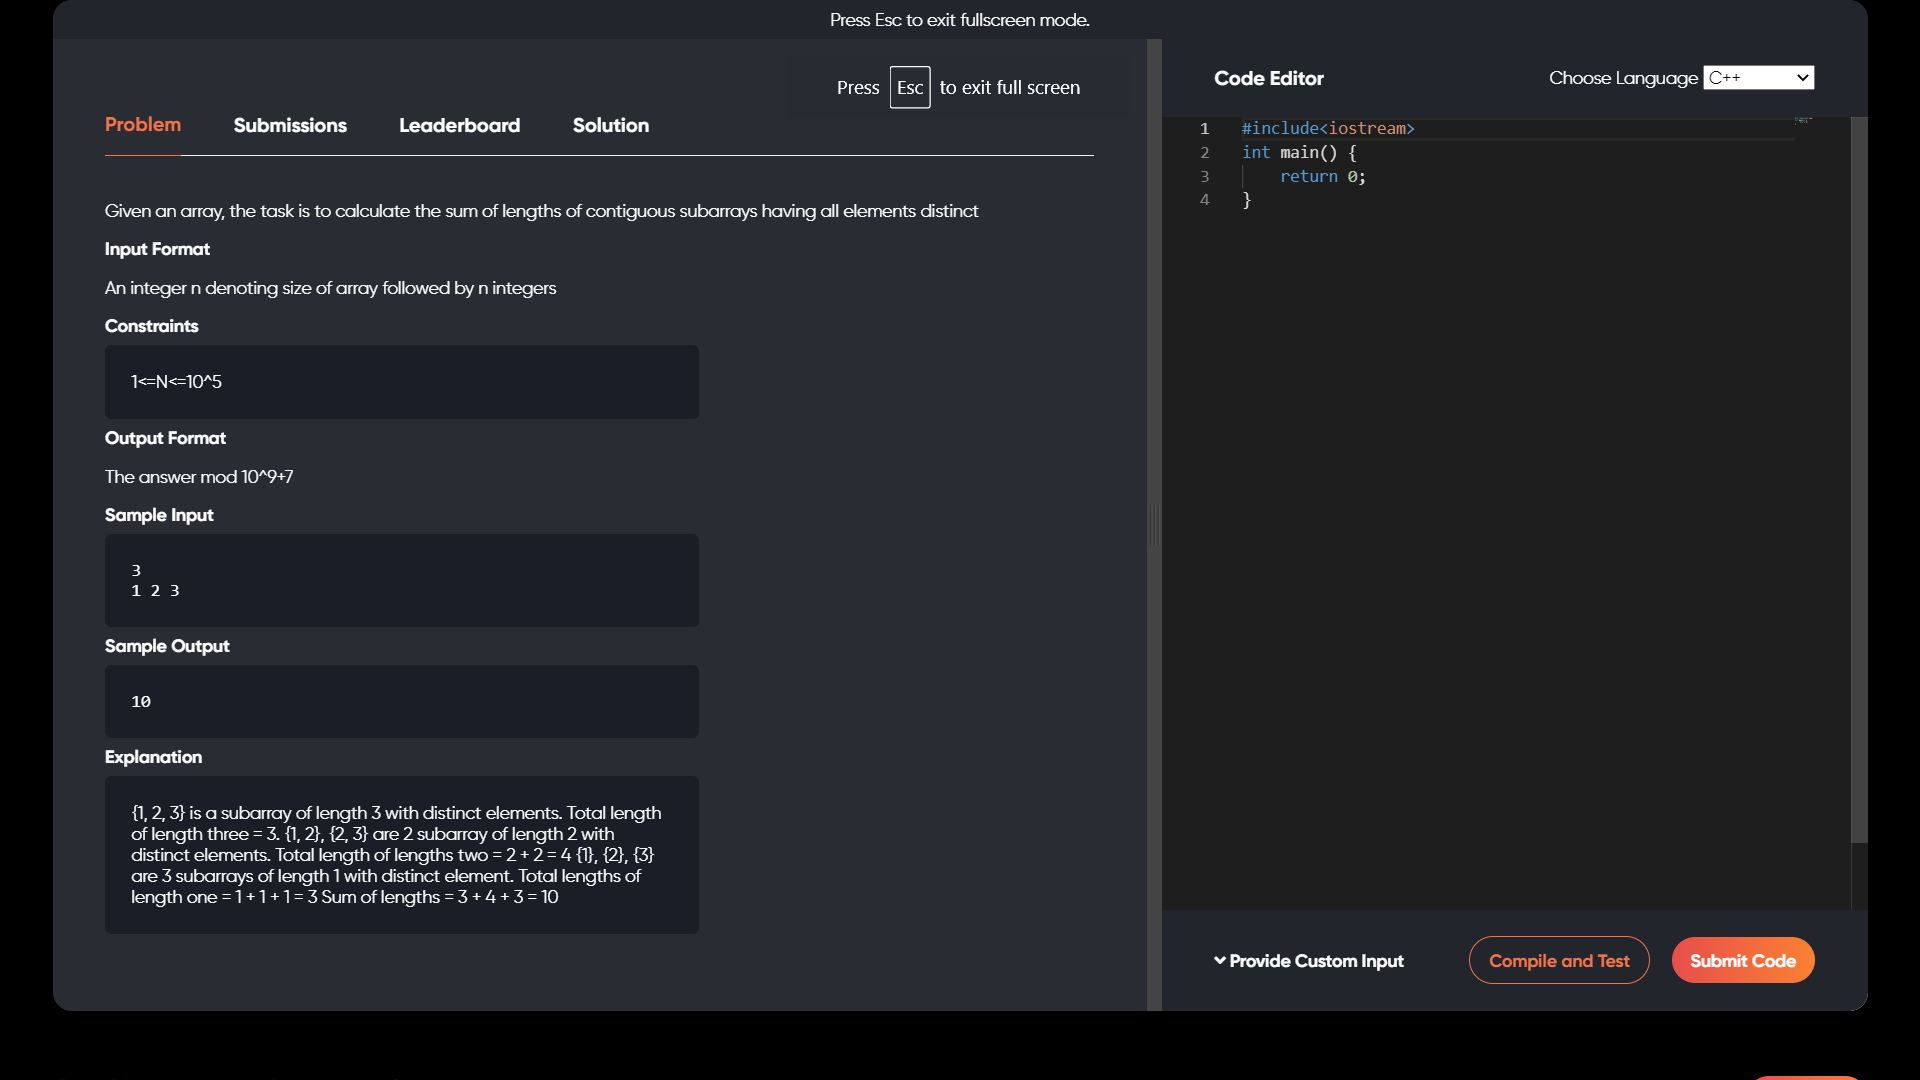 Press Esc to exit fullscreen mode.
Press Esc to exit full screen
Problem Submissions Leaderboard Solution
Given an array, the task is to calculate the sum of lengths of contiguous subarrays having all elements distinct
Input Format
An integer n denoting size of array followed by n integers
Constraints
1<=N<=10^5
Output Format
The answer mod 10^9+7
Sample Input
3
1 2 3
Sample Output
10
Explanation
{1, 2, 3} is a subarray of length 3 with distinct elements. Total length
of length three = 3. {1, 2}, {2, 3} are 2 subarray of length 2 with
distinct elements. Total length of lengths two = 2 + 2 = 4 {1}, {2}, {3}
are 3 subarrays of length 1 with distinct element. Total lengths of
length one = 1 + 1 + 1 = 3 Sum of lengths = 3 + 4 + 3 = 10
Code Editor
Choose Language C++
1 #include<iostream>
2 int main() {
3     return 0;
4 }
Provide Custom Input
Compile and Test
Submit Code